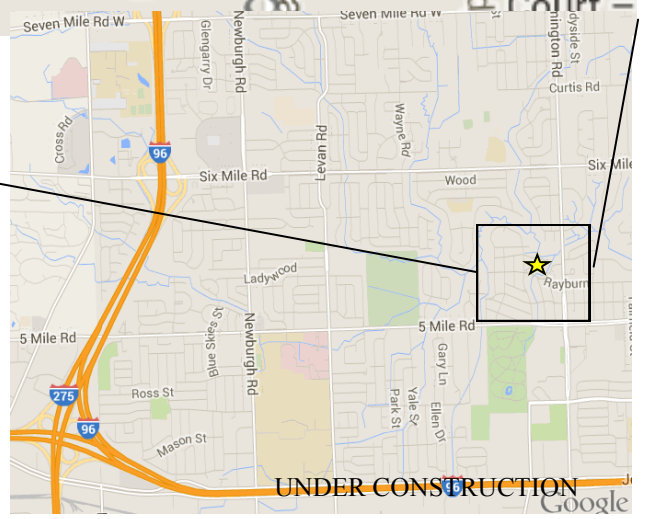 Court –
Seven Mile Rd W
Seven Mile Rd W
Newburgh Rd
Glengarry Dr
Curtis Rd
Cross Rd
Levan Rd
Wayne Rd
96
Six Mile Rd
Wood
Six Mile
Ladywood
Rayburn
5 Mile Rd
5 Mile Rd
Blue Skies St
Newburgh Rd
Gary Ln
275
Ross St
Park St
Yale St
Ellen Dr
96
Mason St
UNDER CONSTRUCTION
96
Google